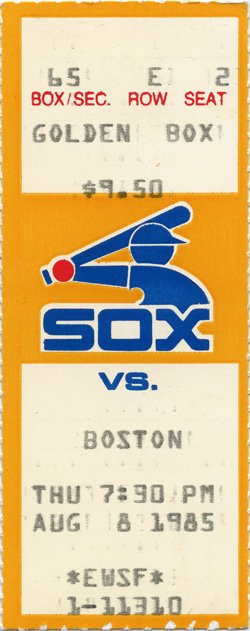 65 E 2
BOX/SEC. ROW SEAT
GOLDEN BOX
$9.50
SOX
VS.
BOSTON
THU 7:30 PM
AUG 8 1985
*EWSF*
1-11310